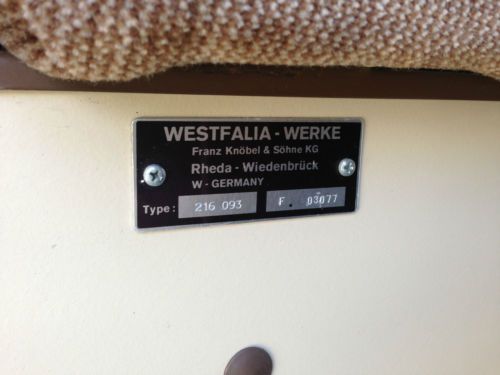 WESTFALIA - WERKE
Franz Knöbel & Söhne KG
Rheda - Wiedenbrück
W - GERMANY
Type: 216 093 F. 03077